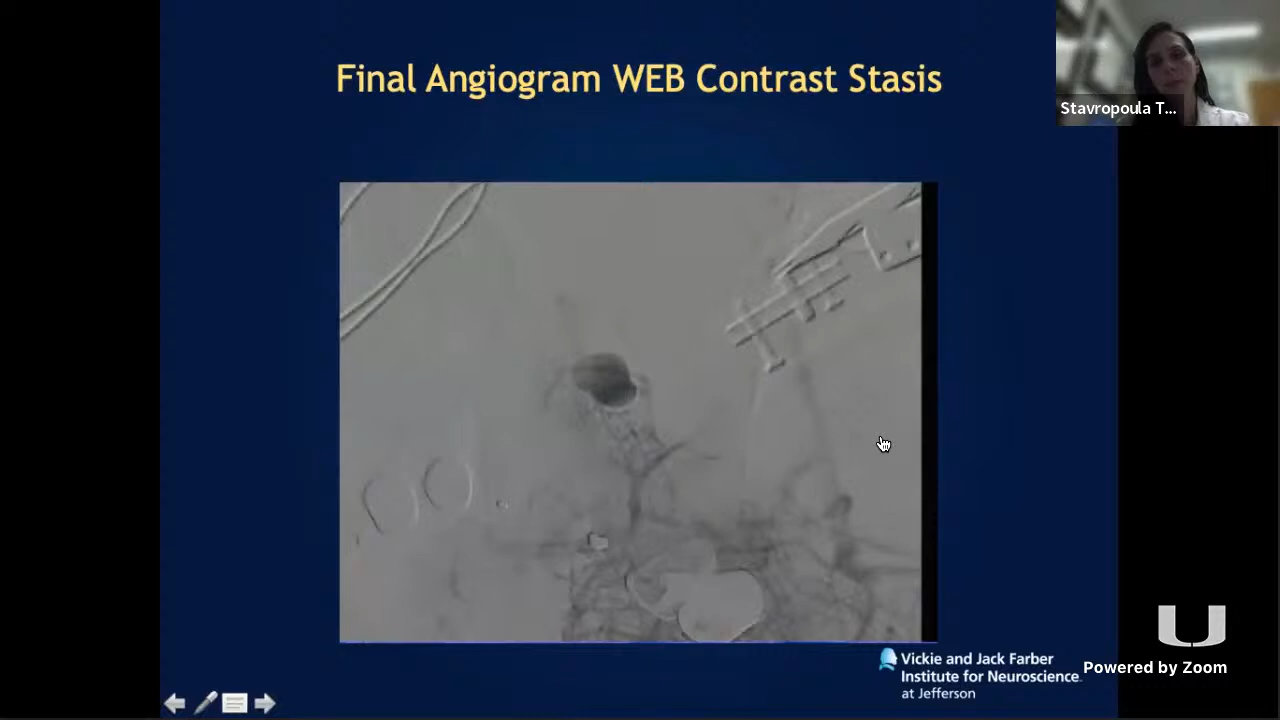 Final Angiogram WEB Contrast Stasis
Stavropoula T...
U
Powered by Zoom
Vickie and Jack Farber
Institute for Neuroscience
at Jefferson